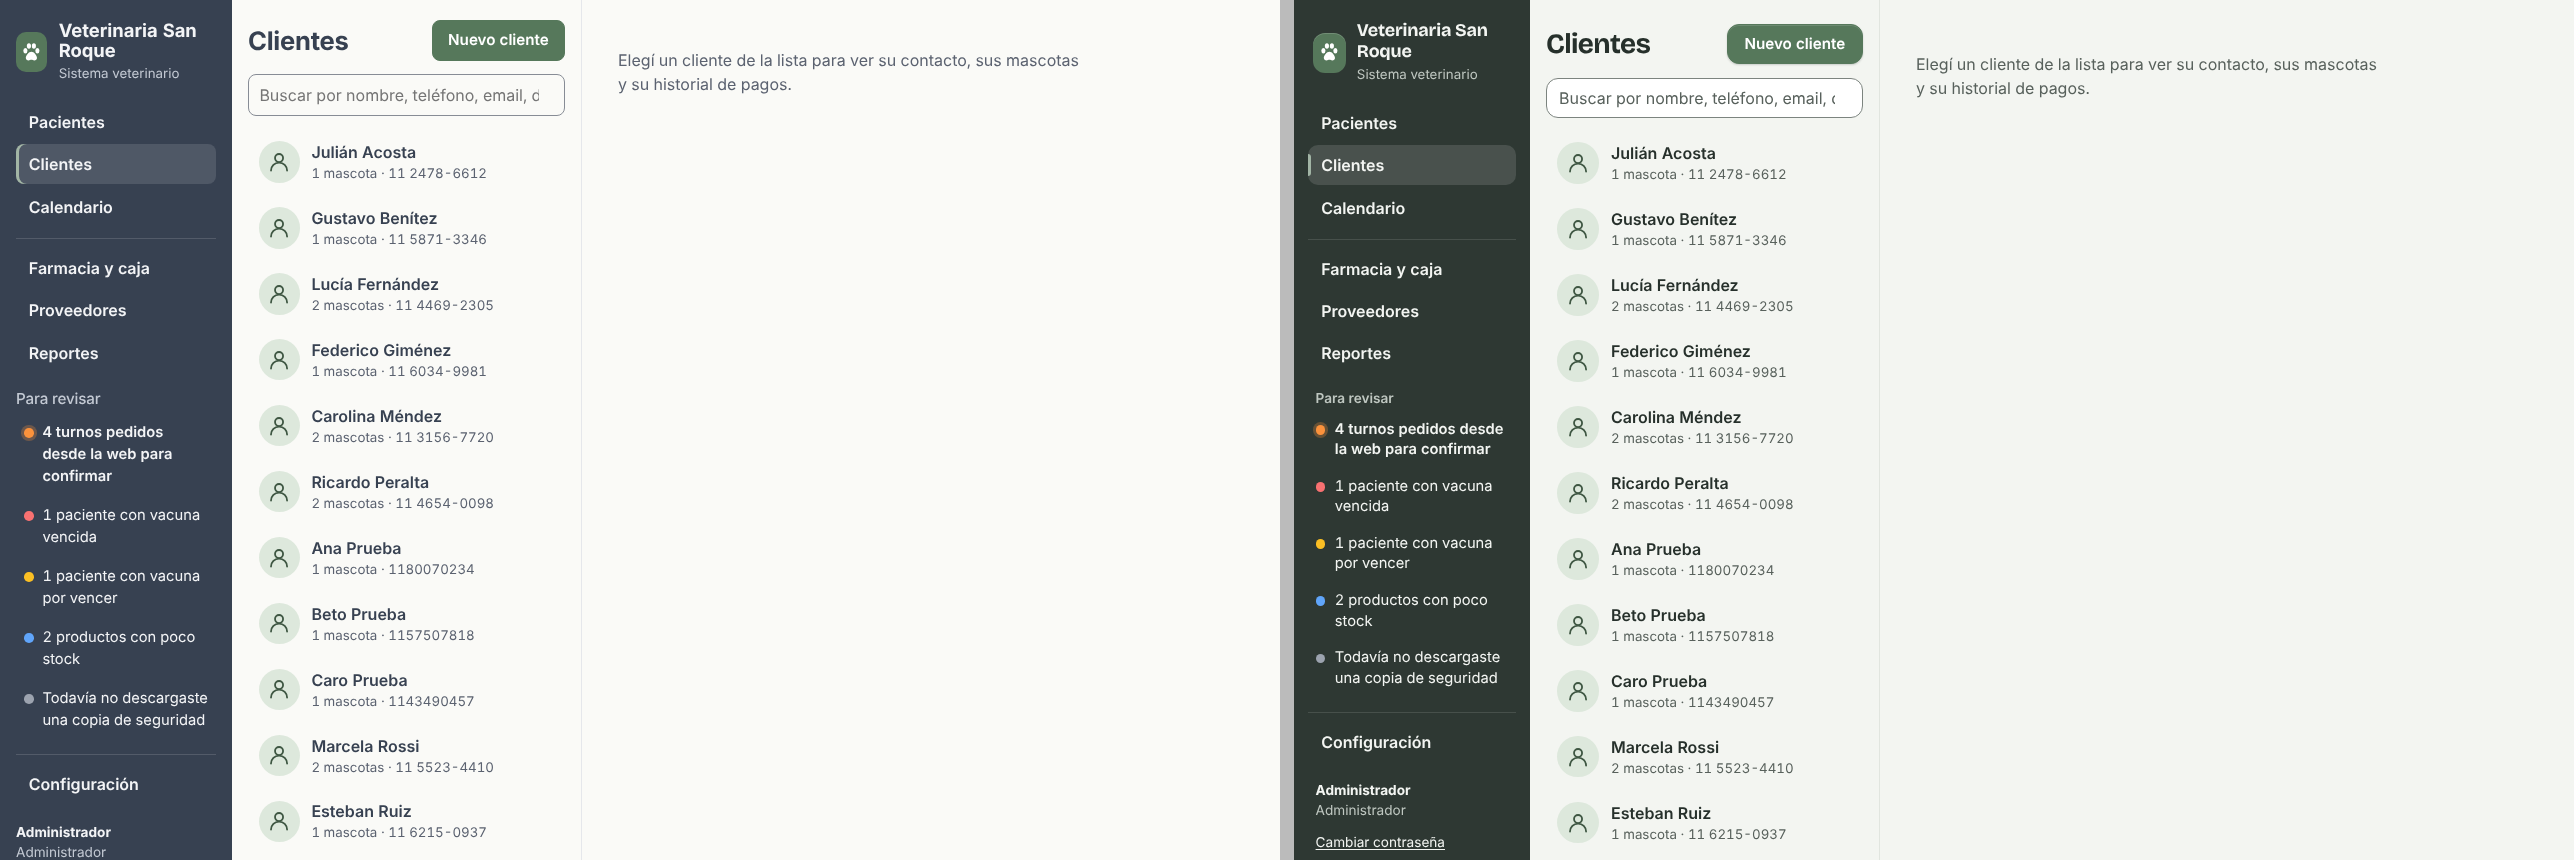 Veterinaria San
Roque
Sistema veterinario
Pacientes
Clientes
Calendario
Farmacia y caja
Proveedores
Reportes
Para revisar
4 turnos pedidos
desde la web para
confirmar
1 paciente con vacuna
vencida
1 paciente con vacuna
por vencer
2 productos con poco
stock
Todavía no descargaste
una copia de seguridad
Configuración
Administrador
Administrador
Clientes
Nuevo cliente
Buscar por nombre, teléfono, email, d
Julián Acosta
1 mascota · 11 2478-6612
Gustavo Benítez
1 mascota · 11 5871-3346
Lucía Fernández
2 mascotas · 11 4469-2305
Federico Giménez
1 mascota · 11 6034-9981
Carolina Méndez
2 mascotas · 11 3156-7720
Ricardo Peralta
2 mascotas · 11 4654-0098
Ana Prueba
1 mascota · 1180070234
Beto Prueba
1 mascota · 1157507818
Caro Prueba
1 mascota · 1143490457
Marcela Rossi
2 mascotas · 11 5523-4410
Esteban Ruiz
1 mascota · 11 6215-0937
Elegí un cliente de la lista para ver su contacto, sus mascotas
y su historial de pagos.
Veterinaria San
Roque
Sistema veterinario
Pacientes
Clientes
Calendario
Farmacia y caja
Proveedores
Reportes
Para revisar
4 turnos pedidos desde
la web para confirmar
1 paciente con vacuna
vencida
1 paciente con vacuna
por vencer
2 productos con poco
stock
Todavía no descargaste
una copia de seguridad
Configuración
Administrador
Administrador
Cambiar contraseña
Clientes
Nuevo cliente
Buscar por nombre, teléfono, email,
Julián Acosta
1 mascota · 11 2478-6612
Gustavo Benítez
1 mascota · 11 5871-3346
Lucía Fernández
2 mascotas · 11 4469-2305
Federico Giménez
1 mascota · 11 6034-9981
Carolina Méndez
2 mascotas · 11 3156-7720
Ricardo Peralta
2 mascotas · 11 4654-0098
Ana Prueba
1 mascota · 1180070234
Beto Prueba
1 mascota · 1157507818
Caro Prueba
1 mascota · 1143490457
Marcela Rossi
2 mascotas · 11 5523-4410
Esteban Ruiz
1 mascota · 11 6215-0937
Elegí un cliente de la lista para ver su contacto, sus mascotas
y su historial de pagos.